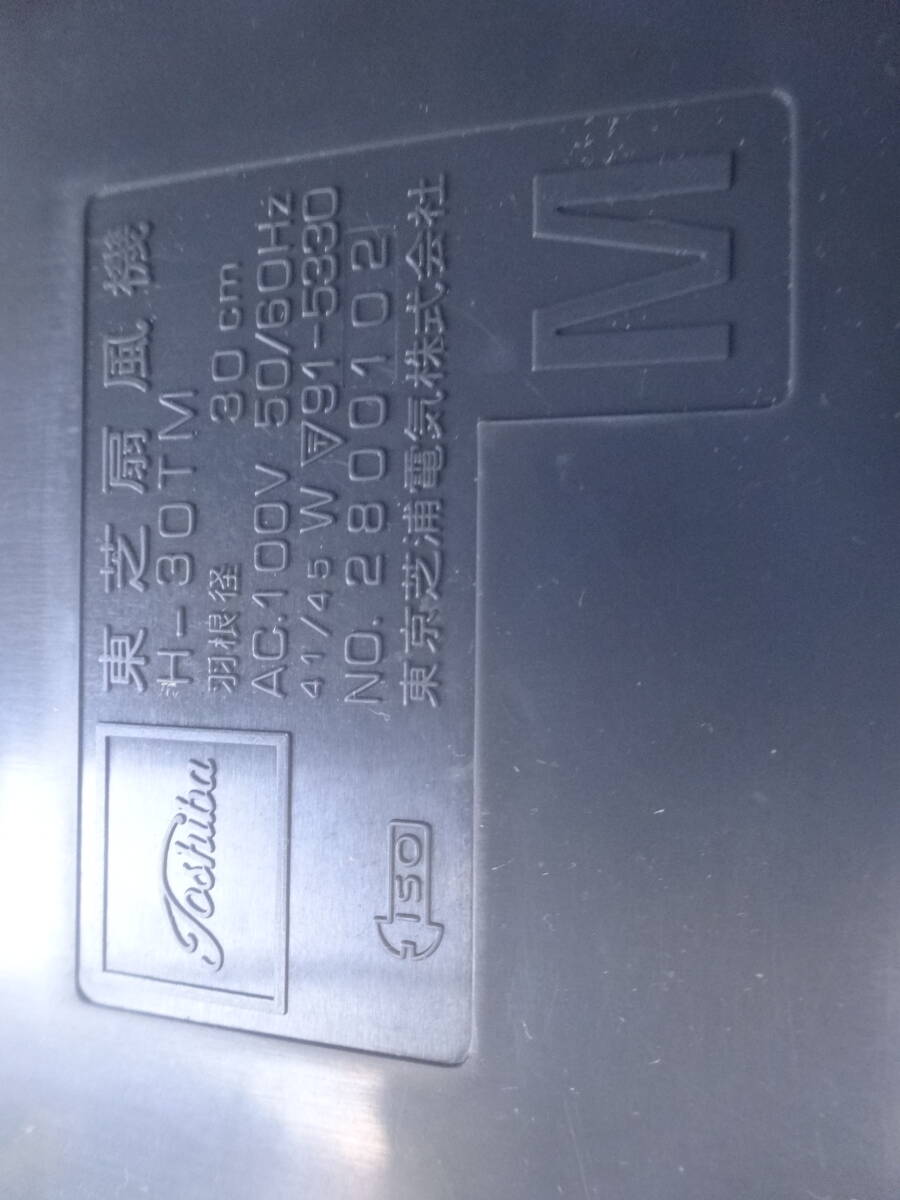 Toshiba
東芝扇風機
H-30TM
羽根径 30cm
AC.100V 50/60Hz
41/45 W ▽91-5330
NO. 2800102
東京芝浦電気株式会社
ISO
M